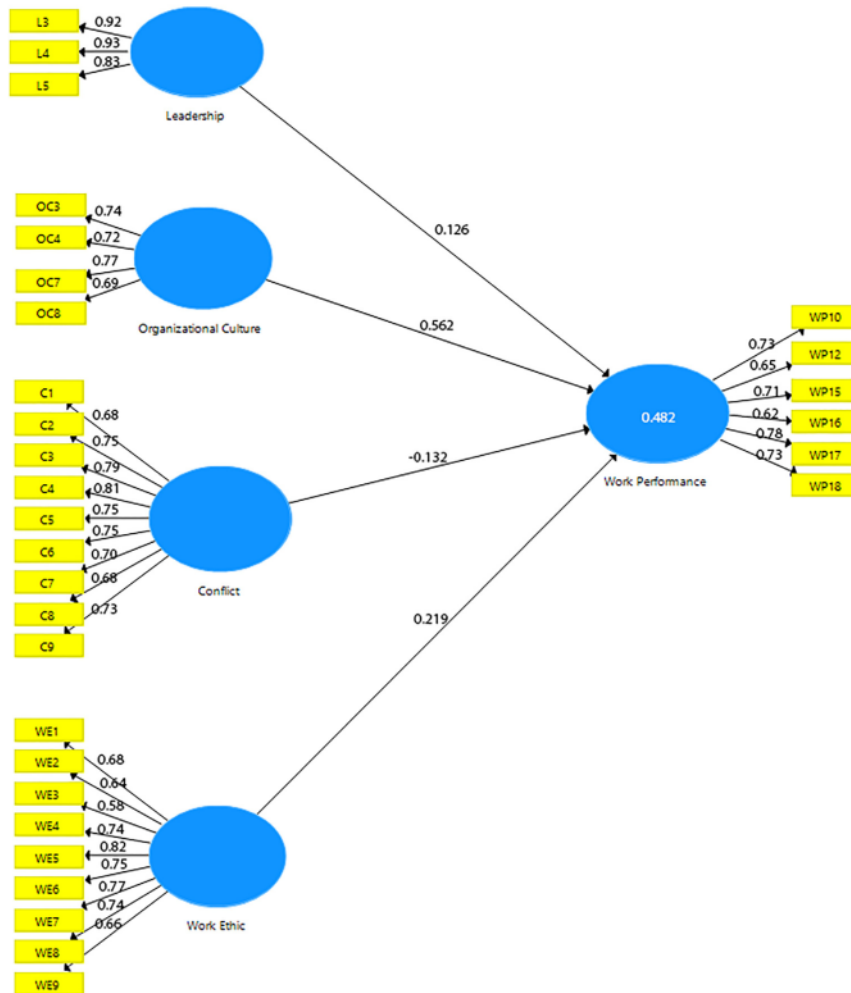 L3
0.92
L4
0.93
L5
0.83
Leadership
0.126
OC3
0.74
OC4
0.72
OC7
0.77
OC8
0.69
Organizational Culture
0.562
C1
0.68
C2
0.75
C3
0.79
C4
0.81
C5
0.75
C6
0.75
C7
0.70
C8
0.68
C9
0.73
Conflict
-0.132
WE1
0.68
WE2
0.64
WE3
0.58
WE4
0.74
WE5
0.82
WE6
0.75
WE7
0.77
WE8
0.74
WE9
0.66
Work Ethic
0.219
0.482
Work Performance
WP10
0.73
WP12
0.65
WP15
0.71
WP16
0.62
WP17
0.78
WP18
0.73